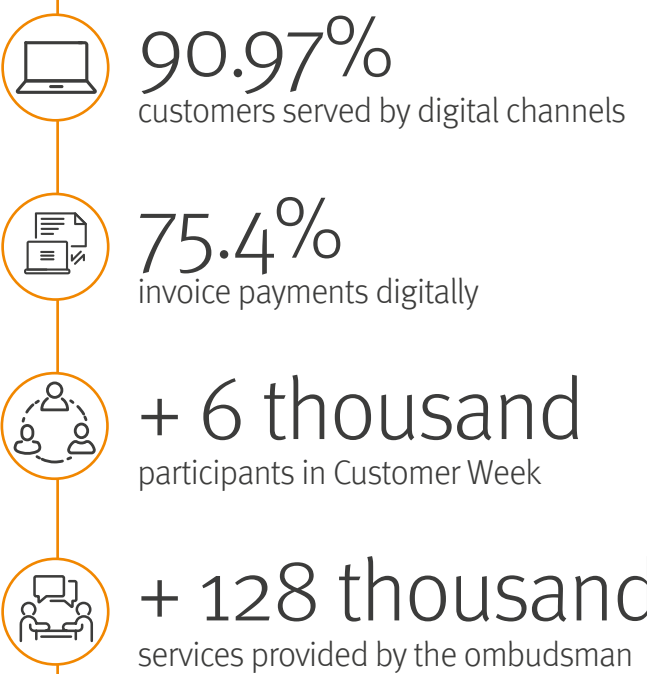 90.97%
customers served by digital channels
75.4%
invoice payments digitally
+ 6 thousand
participants in Customer Week
+ 128 thousand
services provided by the ombudsman